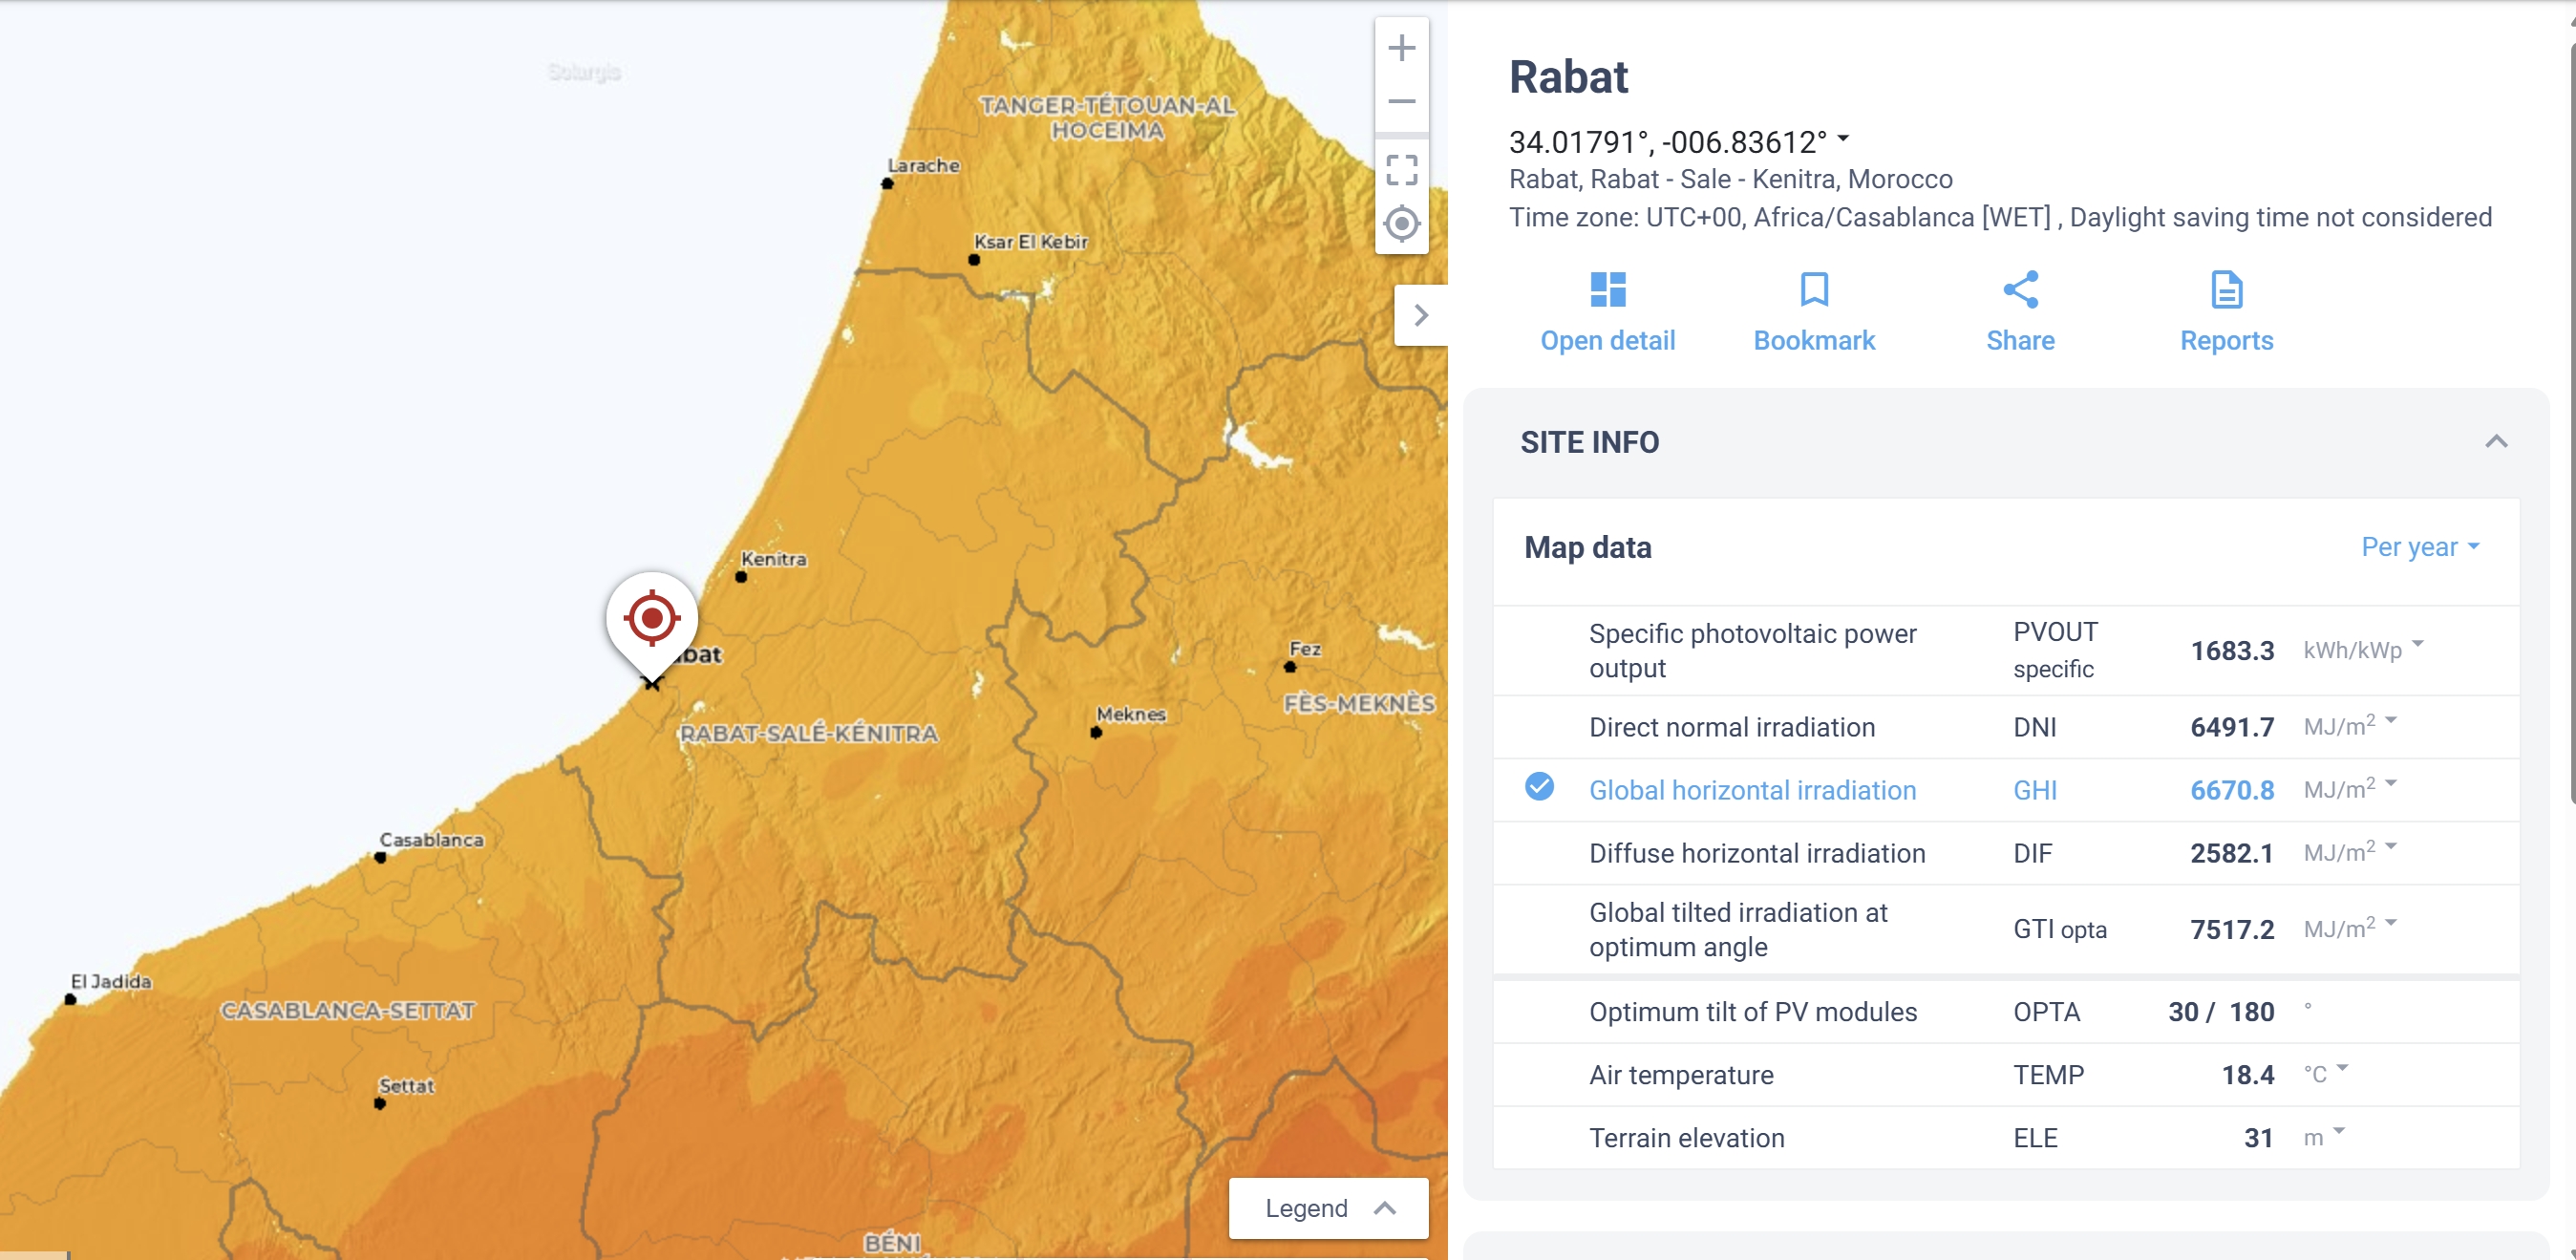 Solargis
TANGER-TÉTOUAN-AL
HOCEIMA
Larache
Ksar El Kebir
Kenitra
bat
Fez
FÈS-MEKNÈS
Meknes
RABAT-SALÉ-KÉNITRA
Casablanca
El Jadida
CASABLANCA-SETTAT
Settat
BÉNI
Legend
Rabat
34.01791°, -006.83612°
Rabat, Rabat - Sale - Kenitra, Morocco
Time zone: UTC+00, Africa/Casablanca [WET] , Daylight saving time not considered
Open detail Bookmark Share Reports
SITE INFO
Map data Per year
Specific photovoltaic power
output
PVOUT
specific
1683.3 kWh/kWp
Direct normal irradiation DNI 6491.7 MJ/m²
Global horizontal irradiation GHI 6670.8 MJ/m²
Diffuse horizontal irradiation DIF 2582.1 MJ/m²
Global tilted irradiation at
optimum angle
GTI opta 7517.2 MJ/m²
Optimum tilt of PV modules OPTA 30 / 180 °
Air temperature TEMP 18.4 °C
Terrain elevation ELE 31 m